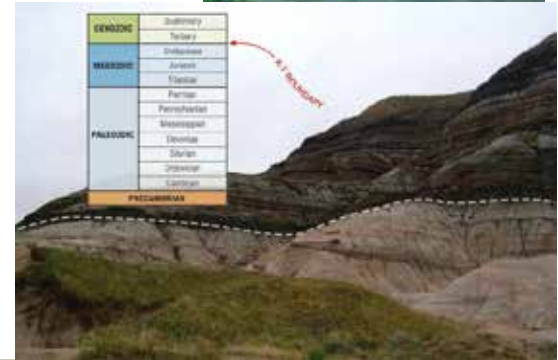 CENOZOIC
Quaternary
Tertiary
K-T BOUNDARY
MESOZOIC
Cretaceous
Jurassic
Triassic
PALEOZOIC
Permian
Pennsylvanian
Mississippian
Devonian
Silurian
Ordovician
Cambrian
PRECAMBRIAN